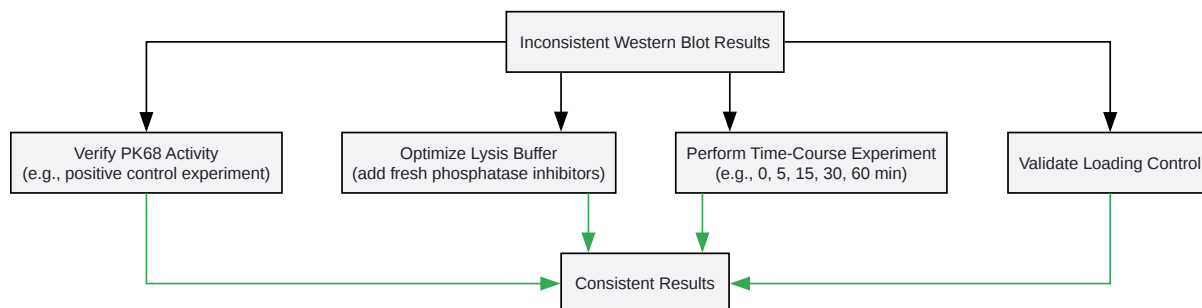 Inconsistent Western Blot Results
Verify PK68 Activity
(e.g., positive control experiment)
Optimize Lysis Buffer
(add fresh phosphatase inhibitors)
Perform Time-Course Experiment
(e.g., 0, 5, 15, 30, 60 min)
Validate Loading Control
Consistent Results